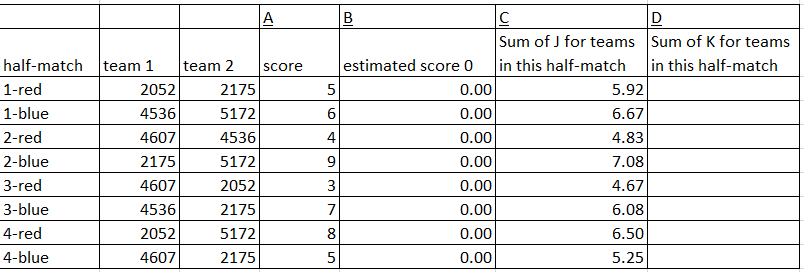 A B C D
Sum of J for teams Sum of K for teams
half-match team 1 team 2 score estimated score 0 in this half-match in this half-match
1-red 2052 2175 5 0.00 5.92
1-blue 4536 5172 6 0.00 6.67
2-red 4607 4536 4 0.00 4.83
2-blue 2175 5172 9 0.00 7.08
3-red 4607 2052 3 0.00 4.67
3-blue 4536 2175 7 0.00 6.08
4-red 2052 5172 8 0.00 6.50
4-blue 4607 2175 5 0.00 5.25